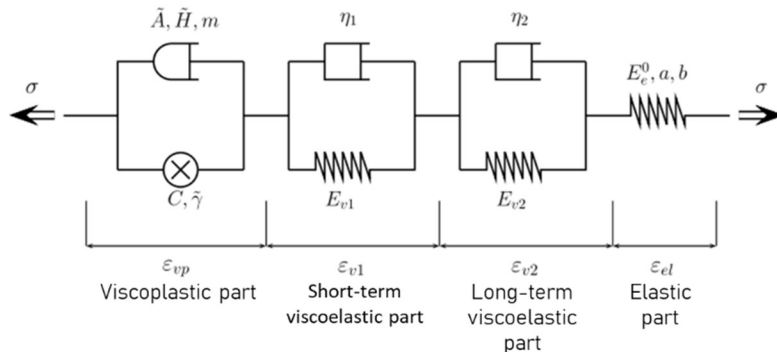 Ã, H̃, m
η₁
η₂
σ
E⁰ₑ, a, b
σ
C, γ̃
Eᵥ₁
Eᵥ₂
εᵥₚ
εᵥ₁
εᵥ₂
εₑₗ
Viscoplastic part
Short-term
viscoelastic part
Long-term
viscoelastic
part
Elastic
part